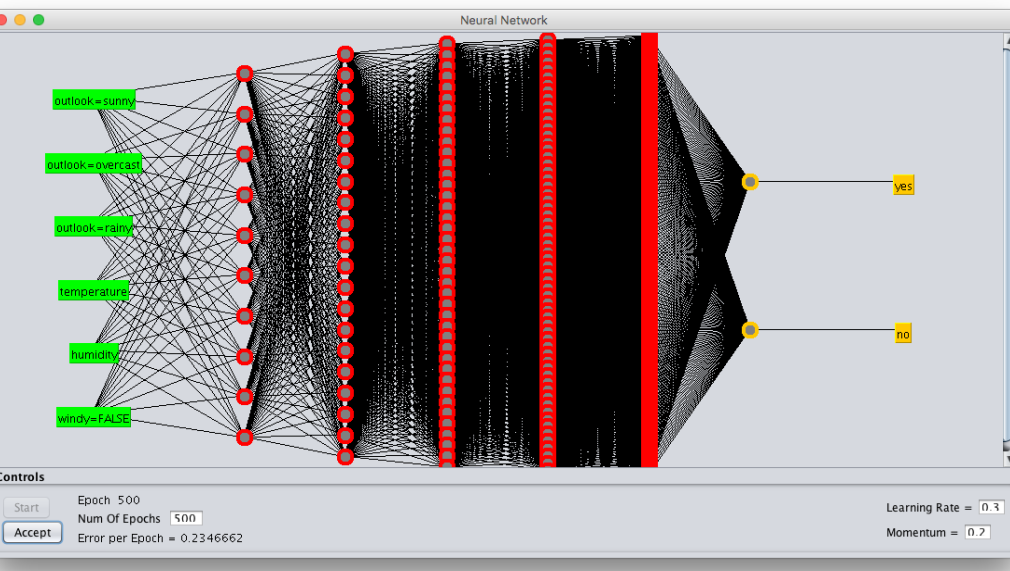 Neural Network
outlook=sunny
outlook=overcast
outlook=rainy
temperature
humidity
windy=FALSE
yes
no
Controls
Start
Accept
Epoch 500
Num Of Epochs 500
Error per Epoch = 0.2346662
Learning Rate = 0.3
Momentum = 0.2